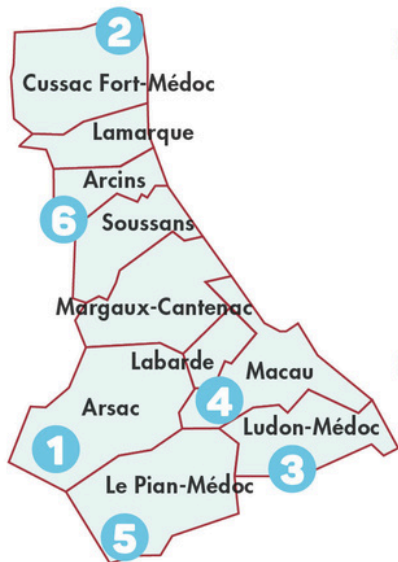 2
Cussac Fort-Médoc
Lamarque
Arcins
6
Soussans
Margaux-Cantenac
Labarde
Macau
Arsac
4
Ludon-Médoc
1
3
Le Pian-Médoc
5